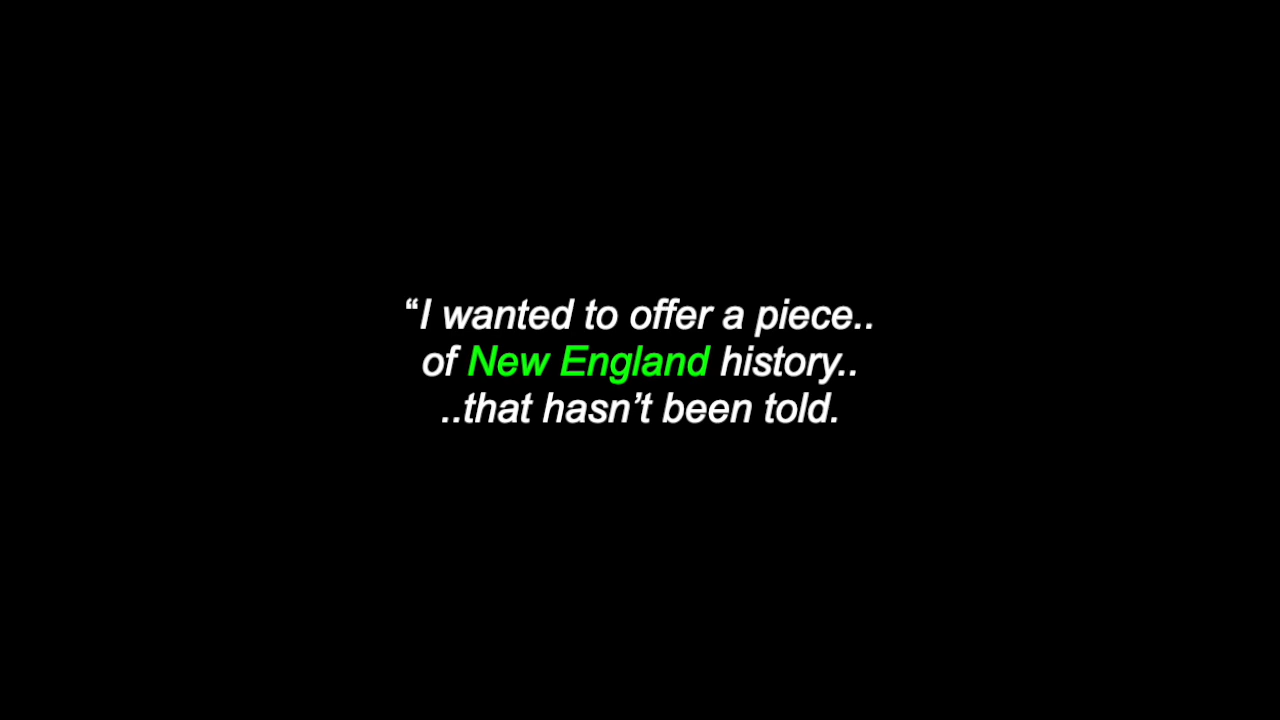 “I wanted to offer a piece..
of New England history..
..that hasn’t been told.